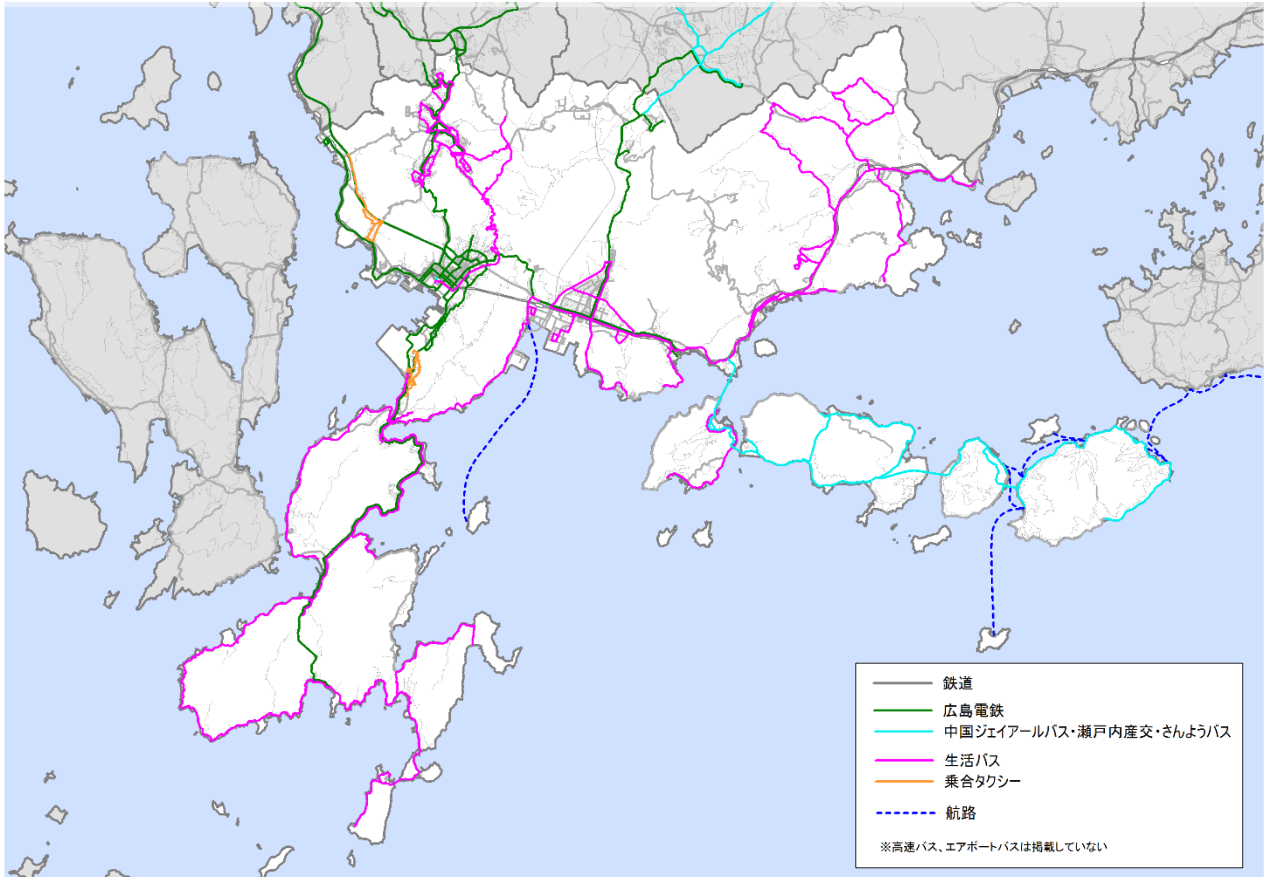 鉄道
広島電鉄
中国ジェイアールバス・瀬戸内産交・さんようバス
生活バス
乗合タクシー
航路
※高速バス、エアポートバスは掲載していない